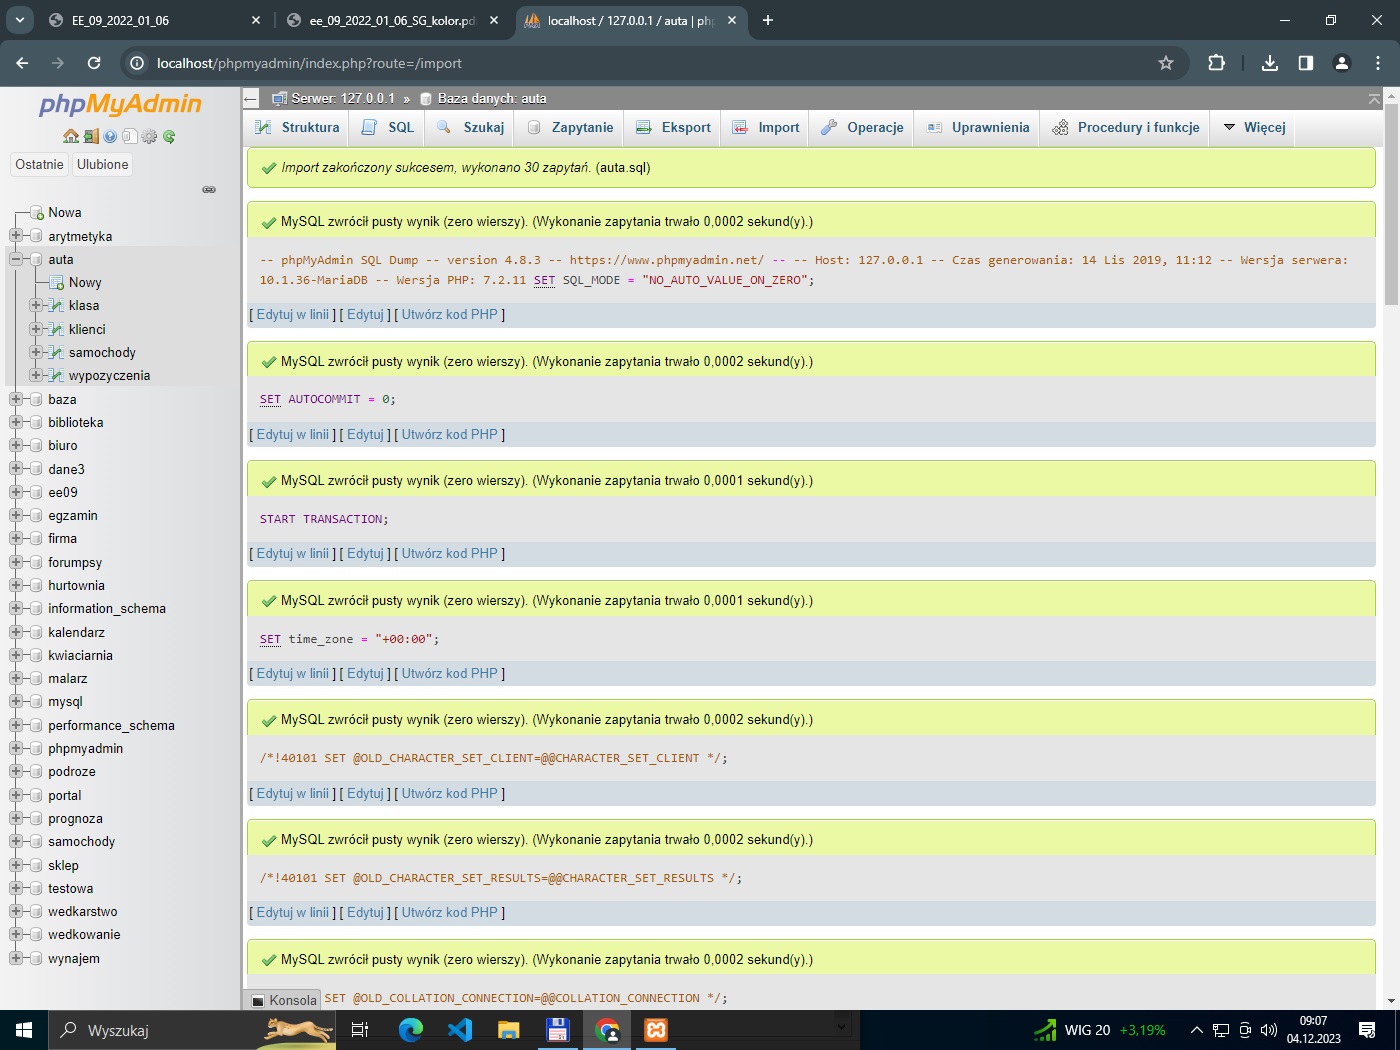 EE_09_2022_01_06
ee_09_2022_01_06_SG_kolor.pd
localhost / 127.0.0.1 / auta | ph
localhost/phpmyadmin/index.php?route=/import
phpMyAdmin
Ostatnie
Ulubione
Nowa
arytmetyka
auta
Nowy
klasa
klienci
samochody
wypozyczenia
baza
biblioteka
biuro
dane3
ee09
egzamin
firma
forumpsy
hurtownia
information_schema
kalendarz
kwiaciarnia
malarz
mysql
performance_schema
phpmyadmin
podroze
portal
prognoza
samochody
sklep
testowa
wedkarstwo
wedkowanie
wynajem
Serwer: 127.0.0.1 » Baza danych: auta
Struktura SQL Szukaj Zapytanie Eksport Import Operacje Uprawnienia Procedury i funkcje Więcej
Import zakończony sukcesem, wykonano 30 zapytań. (auta.sql)
MySQL zwrócił pusty wynik (zero wierszy). (Wykonanie zapytania trwało 0,0002 sekund(y).)
-- phpMyAdmin SQL Dump -- version 4.8.3 -- https://www.phpmyadmin.net/ -- -- Host: 127.0.0.1 -- Czas generowania: 14 Lis 2019, 11:12 -- Wersja serwera:
10.1.36-MariaDB -- Wersja PHP: 7.2.11 SET SQL_MODE = "NO_AUTO_VALUE_ON_ZERO";
[ Edytuj w linii ] [ Edytuj ] [ Utwórz kod PHP ]
MySQL zwrócił pusty wynik (zero wierszy). (Wykonanie zapytania trwało 0,0002 sekund(y).)
SET AUTOCOMMIT = 0;
[ Edytuj w linii ] [ Edytuj ] [ Utwórz kod PHP ]
MySQL zwrócił pusty wynik (zero wierszy). (Wykonanie zapytania trwało 0,0001 sekund(y).)
START TRANSACTION;
[ Edytuj w linii ] [ Edytuj ] [ Utwórz kod PHP ]
MySQL zwrócił pusty wynik (zero wierszy). (Wykonanie zapytania trwało 0,0001 sekund(y).)
SET time_zone = "+00:00";
[ Edytuj w linii ] [ Edytuj ] [ Utwórz kod PHP ]
MySQL zwrócił pusty wynik (zero wierszy). (Wykonanie zapytania trwało 0,0002 sekund(y).)
/*!40101 SET @OLD_CHARACTER_SET_CLIENT=@@CHARACTER_SET_CLIENT */;
[ Edytuj w linii ] [ Edytuj ] [ Utwórz kod PHP ]
MySQL zwrócił pusty wynik (zero wierszy). (Wykonanie zapytania trwało 0,0002 sekund(y).)
/*!40101 SET @OLD_CHARACTER_SET_RESULTS=@@CHARACTER_SET_RESULTS */;
[ Edytuj w linii ] [ Edytuj ] [ Utwórz kod PHP ]
MySQL zwrócił pusty wynik (zero wierszy). (Wykonanie zapytania trwało 0,0002 sekund(y).)
SET @OLD_COLLATION_CONNECTION=@@COLLATION_CONNECTION */;
Konsola
Wyszukaj
WIG 20 +3,19%
09:07
04.12.2023